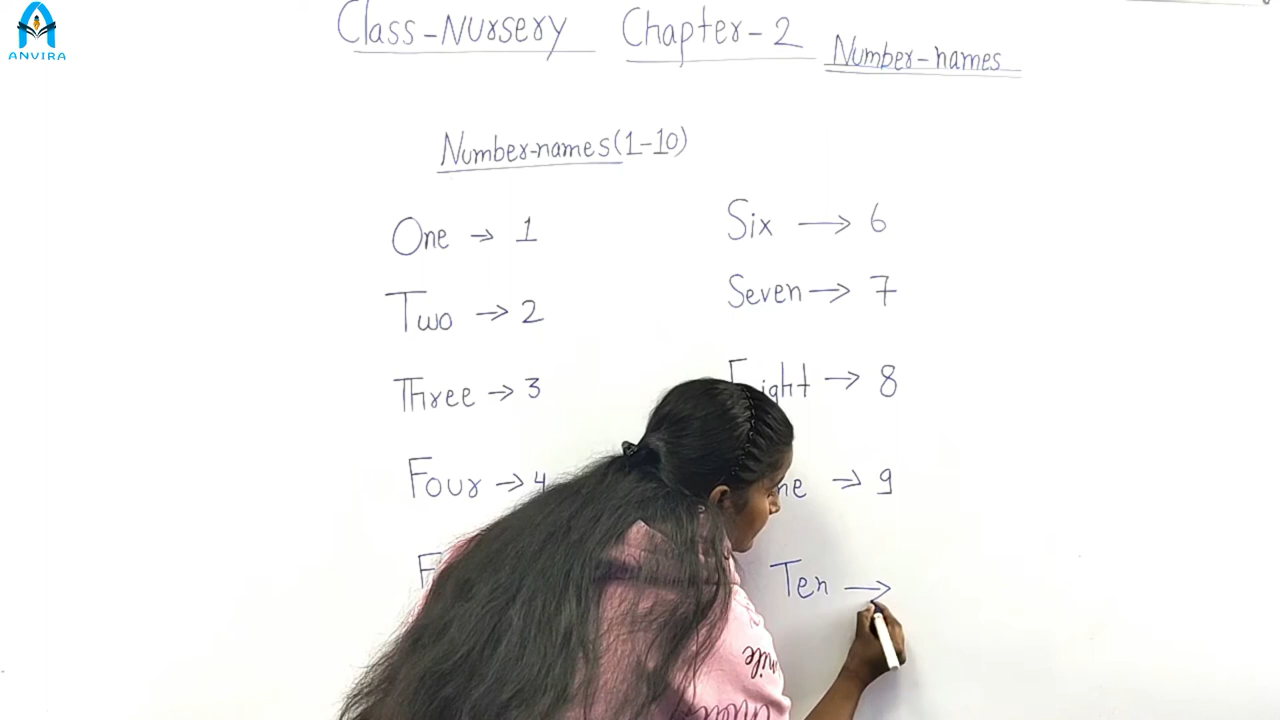 ANVIRA
Class-Nursery Chapter-2 Number-names
Number-names(1-10)
One → 1
Two → 2
Three → 3
Four → 4
Six → 6
Seven → 7
→ 8
→ 9
Ten →